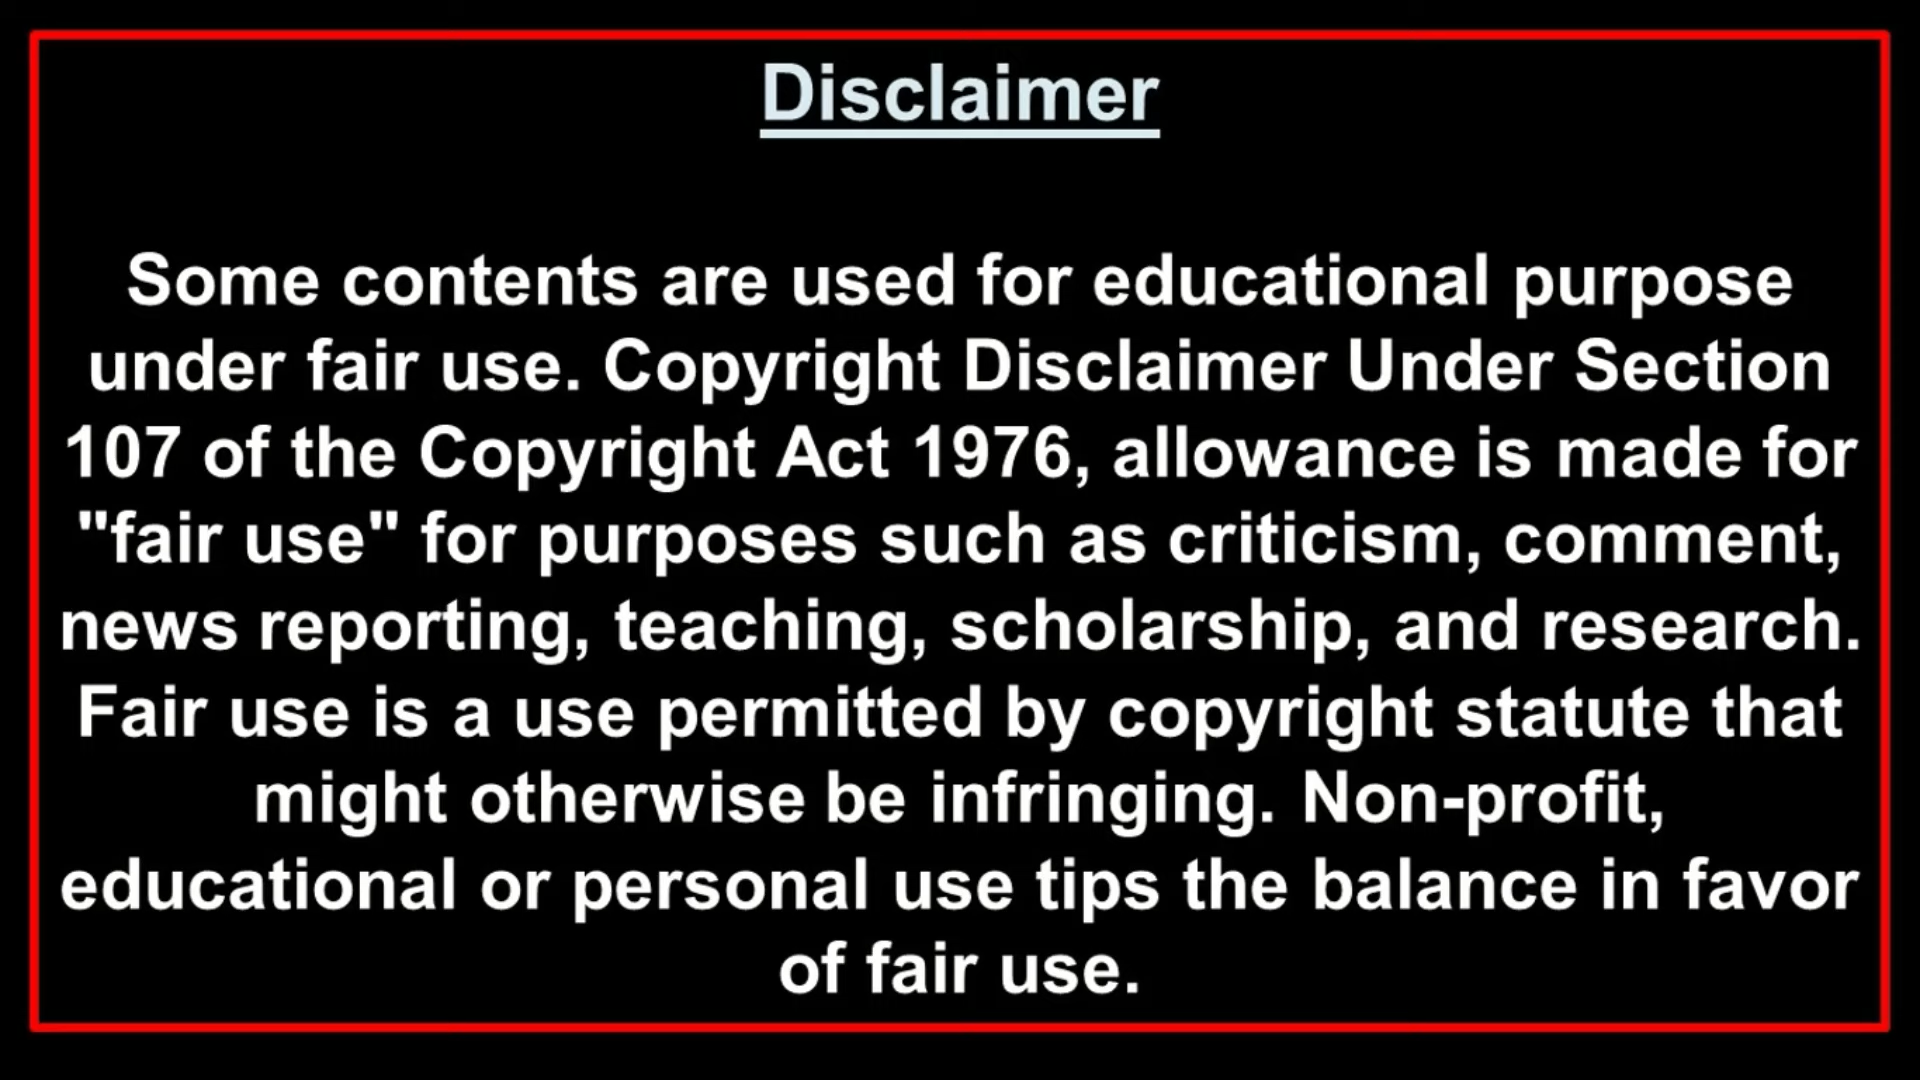 Disclaimer
Some contents are used for educational purpose
under fair use. Copyright Disclaimer Under Section
107 of the Copyright Act 1976, allowance is made for
"fair use" for purposes such as criticism, comment,
news reporting, teaching, scholarship, and research.
Fair use is a use permitted by copyright statute that
might otherwise be infringing. Non-profit,
educational or personal use tips the balance in favor
of fair use.